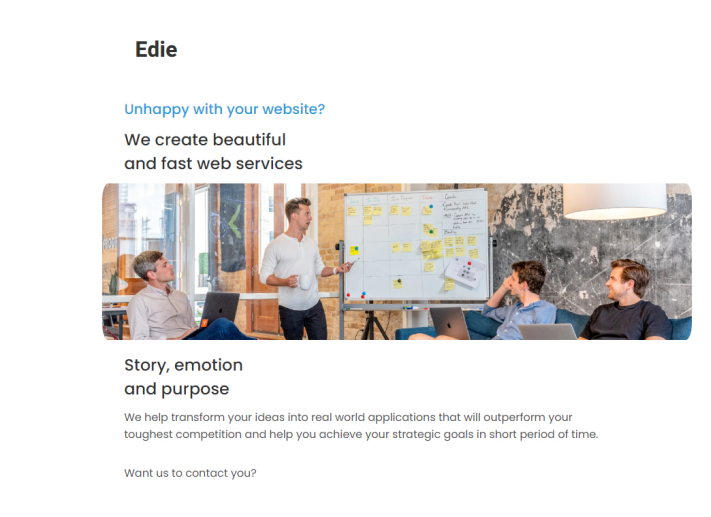 Edie
Unhappy with your website?
We create beautiful
and fast web services
Story, emotion
and purpose
We help transform your ideas into real world applications that will outperform your
toughest competition and help you achieve your strategic goals in short period of time.
Want us to contact you?